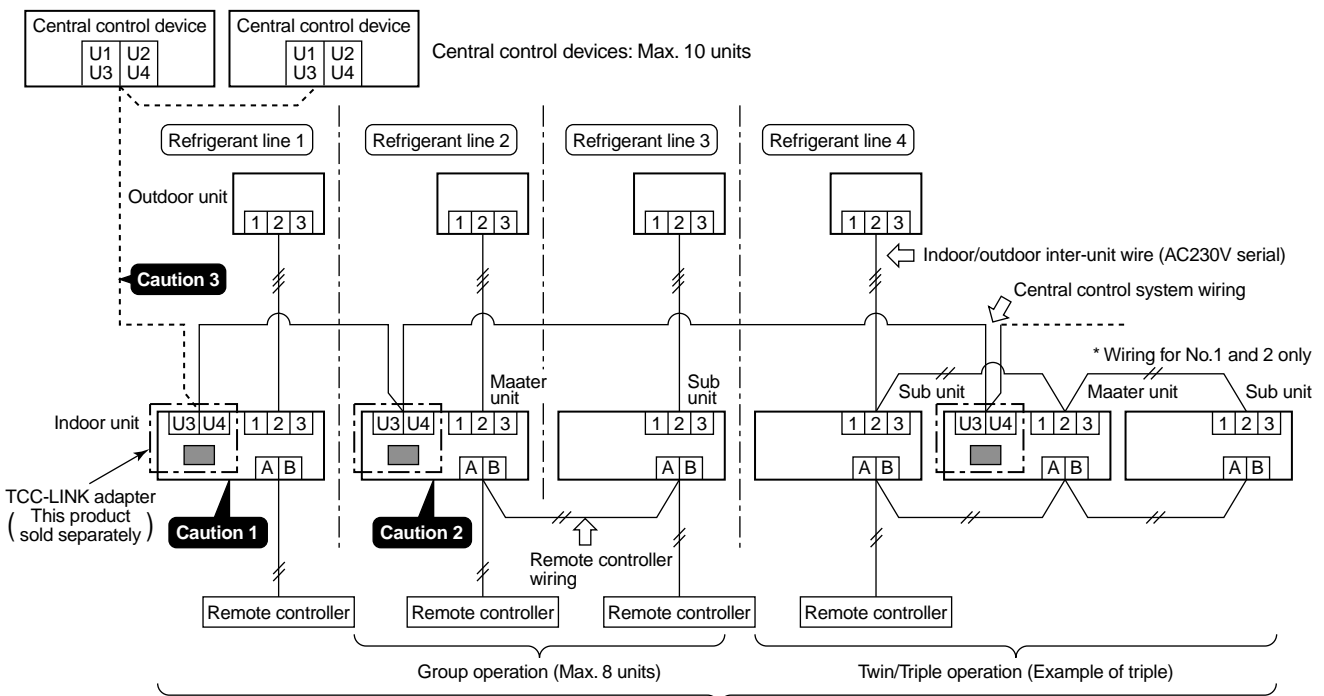 Central control device
U1 U2
U3 U4
Central control device
U1 U2
U3 U4
Central control devices: Max. 10 units
Refrigerant line 1
Refrigerant line 2
Refrigerant line 3
Refrigerant line 4
Outdoor unit
1 2 3
1 2 3
1 2 3
1 2 3
Indoor/outdoor inter-unit wire (AC230V serial)
Caution 3
Central control system wiring
* Wiring for No.1 and 2 only
Maater
unit
Sub
unit
Sub unit
Maater unit
Sub unit
Indoor unit
U3 U4
1 2 3
U3 U4
1 2 3
1 2 3
1 2 3
U3 U4
1 2 3
1 2 3
A B
A B
A B
A B
A B
A B
TCC-LINK adapter
( This product
sold separately )
Caution 1
Caution 2
Remote controller
wiring
Remote controller
Remote controller
Remote controller
Remote controller
Group operation (Max. 8 units)
Twin/Triple operation (Example of triple)